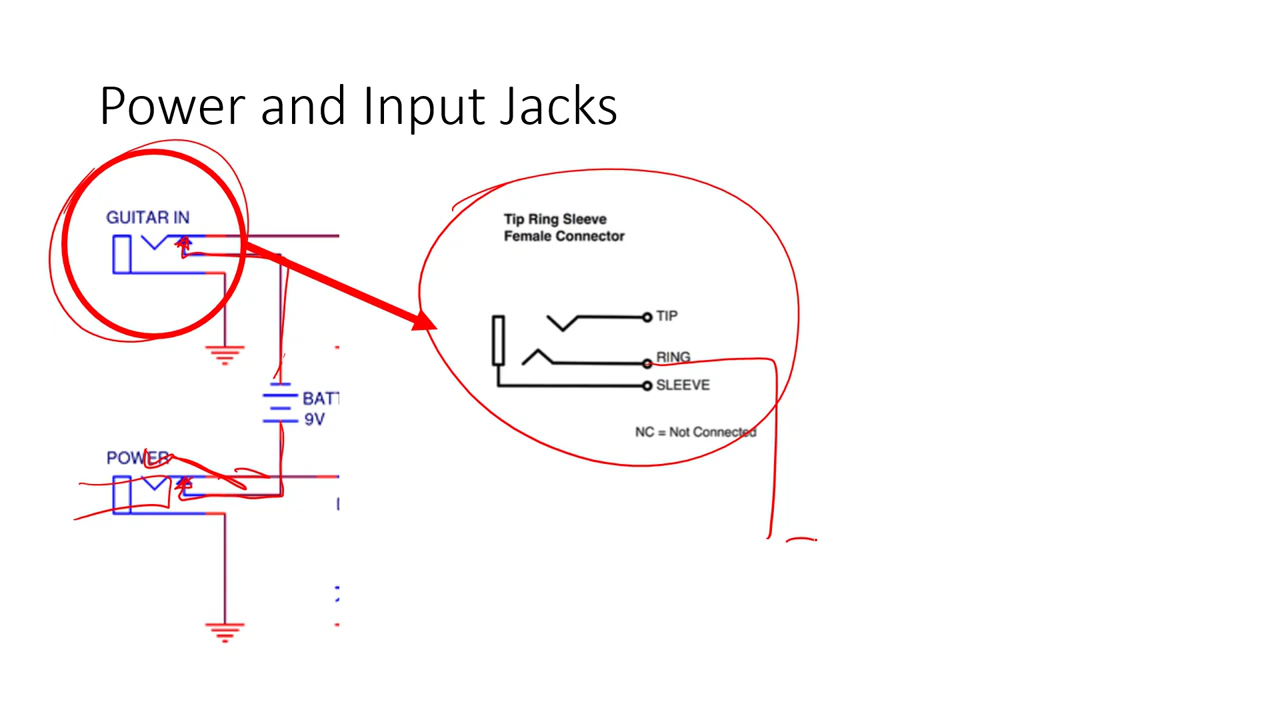 Power and Input Jacks
GUITAR IN
Tip Ring Sleeve
Female Connector
TIP
RING
SLEEVE
NC = Not Connected
BATT
9V
POWER